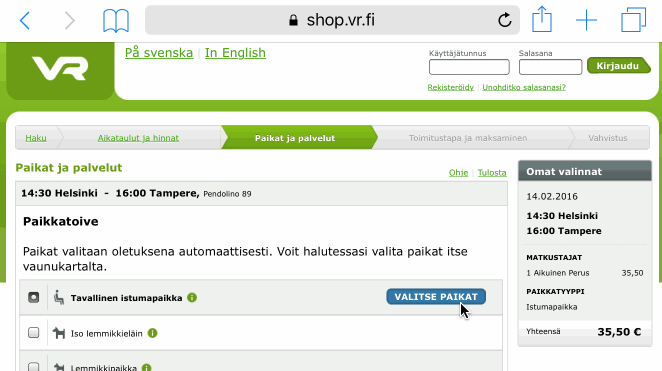 shop.vr.fi
VR
På svenska | In English
Käyttäjätunnus
Salasana
Kirjaudu
Rekisteröidy | Unohditko salasanasi?
Haku
Aikataulut ja hinnat
Paikat ja palvelut
Toimitustapa ja maksaminen
Vahvistus
Paikat ja palvelut
Ohje | Tulosta
14:30 Helsinki - 16:00 Tampere, Pendolino 89
Paikkatoive
Paikat valitaan oletuksena automaattisesti. Voit halutessasi valita paikat itse
vaunukartalta.
Tavallinen istumapaikka
VALITSE PAIKAT
Iso lemmikkieläin
Lemmikkipaikka
Omat valinnat
14.02.2016
14:30 Helsinki
16:00 Tampere
MATKUSTAJAT
1 Aikuinen Perus 35,50
PAIKKATYYPPI
Istumapaikka
Yhteensä 35,50 €